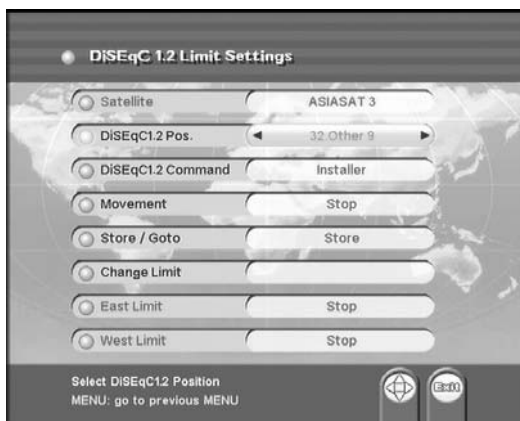 DiSEqC 1.2 Limit Settings
Satellite ASIASAT 3
DiSEqC1.2 Pos. 32 Other 9
DiSEqC1.2 Command Installer
Movement Stop
Store / Goto Store
Change Limit
East Limit Stop
West Limit Stop
Select DiSEqC1.2 Position
MENU: go to previous MENU
Exit